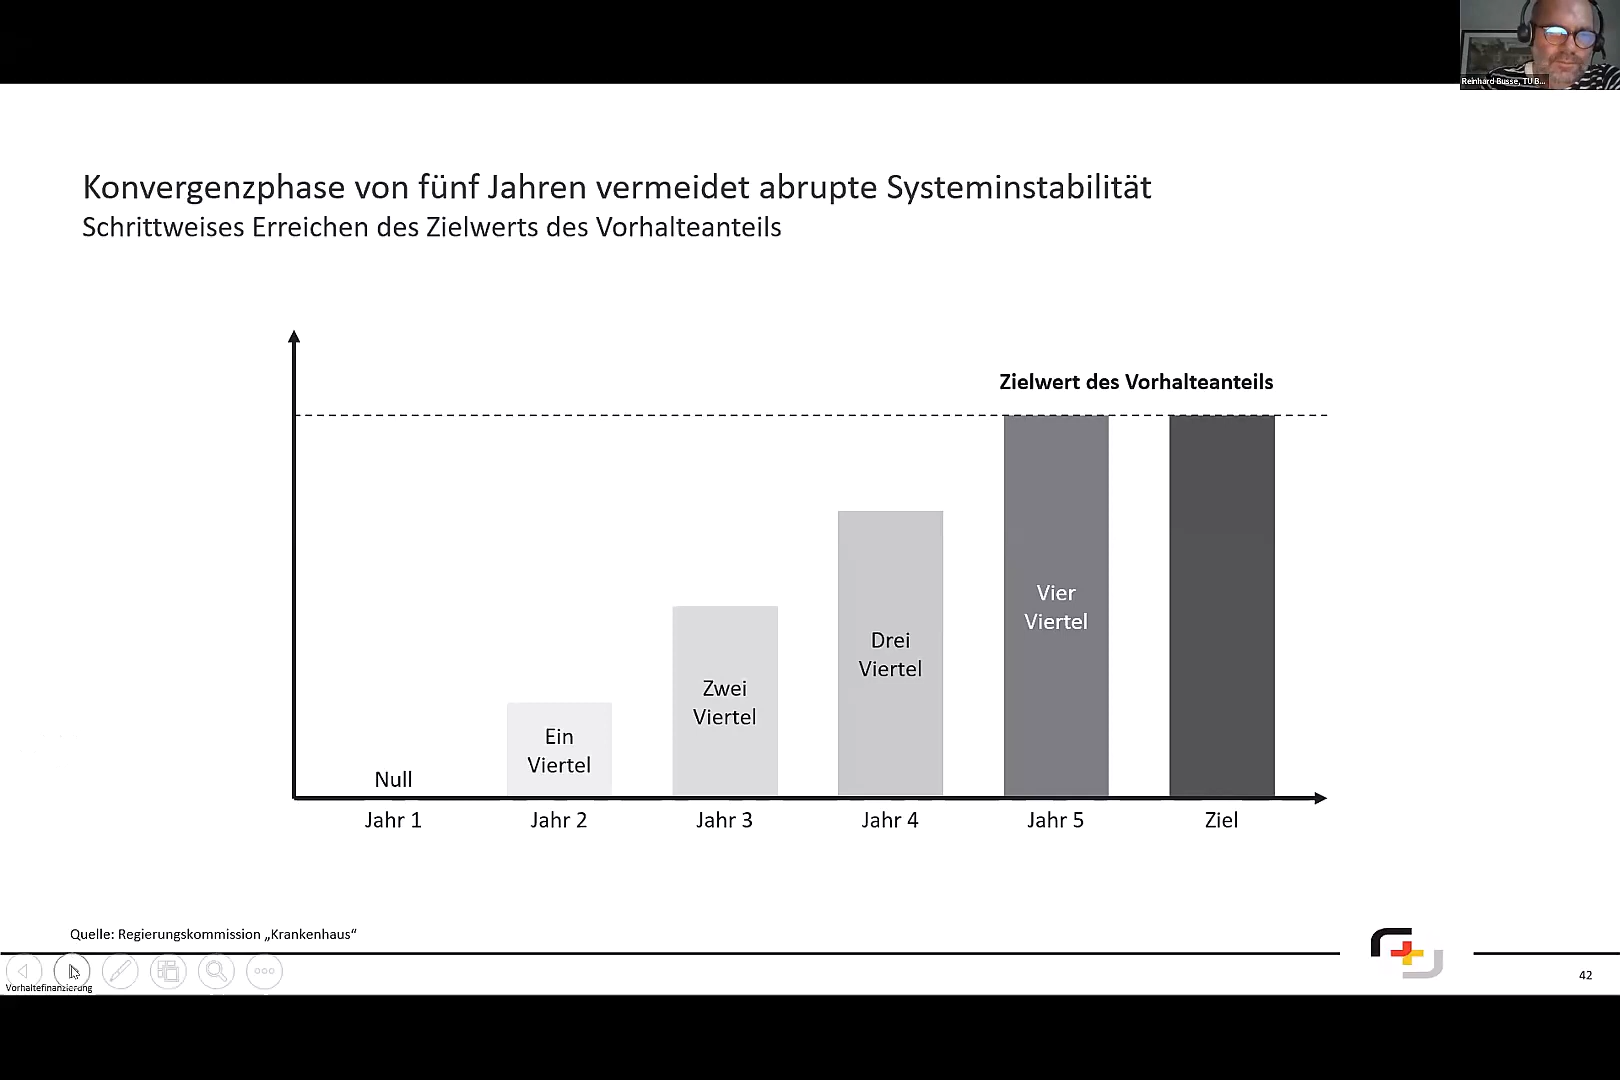 Reinhard Busse, TU B...
Konvergenzphase von fünf Jahren vermeidet abrupte Systeminstabilität
Schrittweises Erreichen des Zielwerts des Vorhalteanteils
Zielwert des Vorhalteanteils
Null
Ein
Viertel
Zwei
Viertel
Drei
Viertel
Vier
Viertel
Jahr 1
Jahr 2
Jahr 3
Jahr 4
Jahr 5
Ziel
Quelle: Regierungskommission „Krankenhaus“
Vorhaltefinanzierung
42